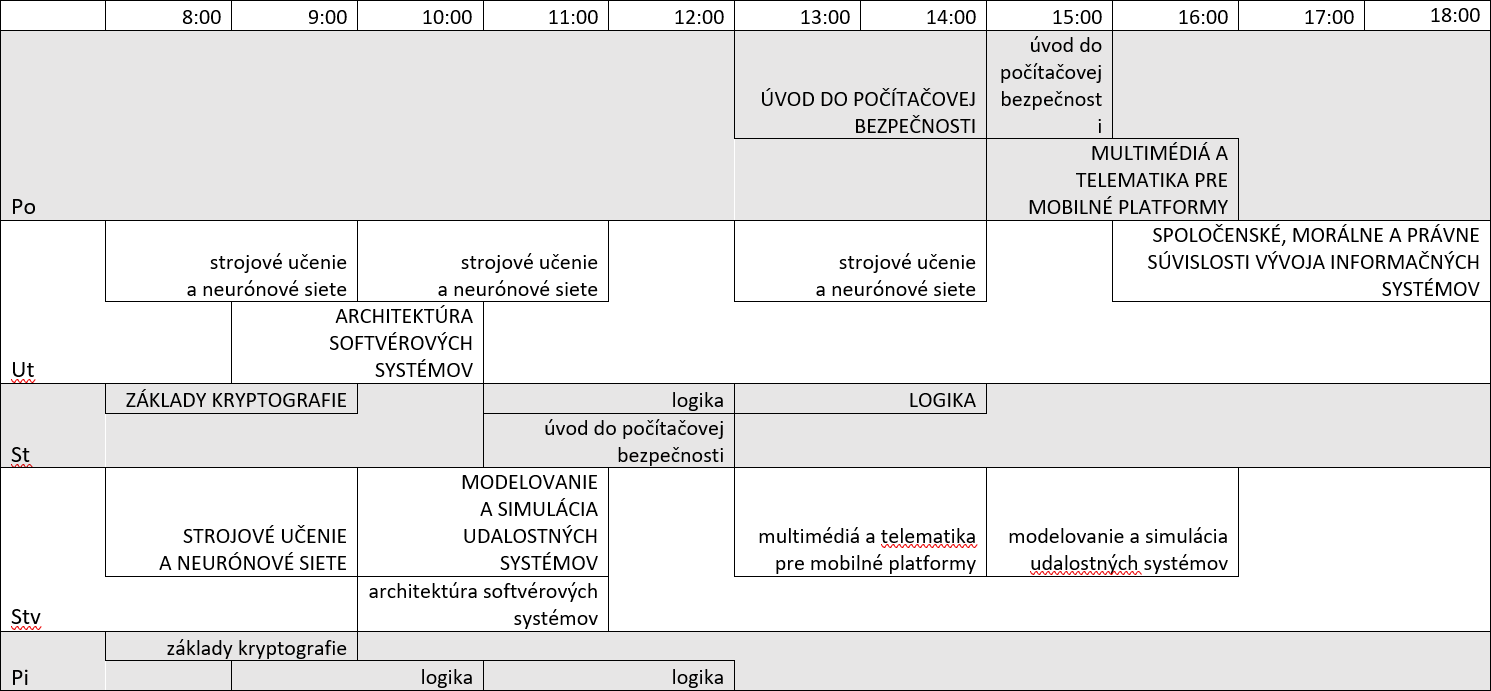 8:00 9:00 10:00 11:00 12:00 13:00 14:00 15:00 16:00 17:00 18:00
Po
ÚVOD DO POČÍTAČOVEJ
BEZPEČNOSTI
úvod do
počítačovej
bezpečnost
i
MULTIMÉDIÁ A
TELEMATIKA PRE
MOBILNÉ PLATFORMY
Ut
strojové učenie
a neurónové siete
strojové učenie
a neurónové siete
strojové učenie
a neurónové siete
SPOLOČENSKÉ, MORÁLNE A PRÁVNE
SÚVISLOSTI VÝVOJA INFORMAČNÝCH
SYSTÉMOV
ARCHITEKTÚRA
SOFTVÉROVÝCH
SYSTÉMOV
St
ZÁKLADY KRYPTOGRAFIE
logika
LOGIKA
úvod do počítačovej
bezpečnosti
Stv
STROJOVÉ UČENIE
A NEURÓNOVÉ SIETE
MODELOVANIE
A SIMULÁCIA
UDALOSTNÝCH
SYSTÉMOV
multimédiá a telematika
pre mobilné platformy
modelovanie a simulácia
udalostných systémov
architektúra softvérových
systémov
Pi
základy kryptografie
logika
logika